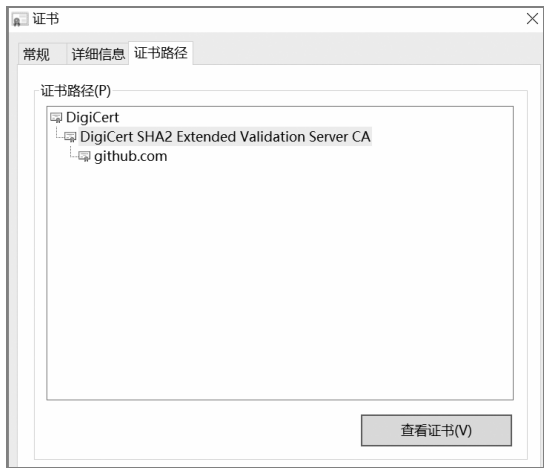 证书
常规 详细信息 证书路径
证书路径(P)
DigiCert
DigiCert SHA2 Extended Validation Server CA
github.com
查看证书(V)